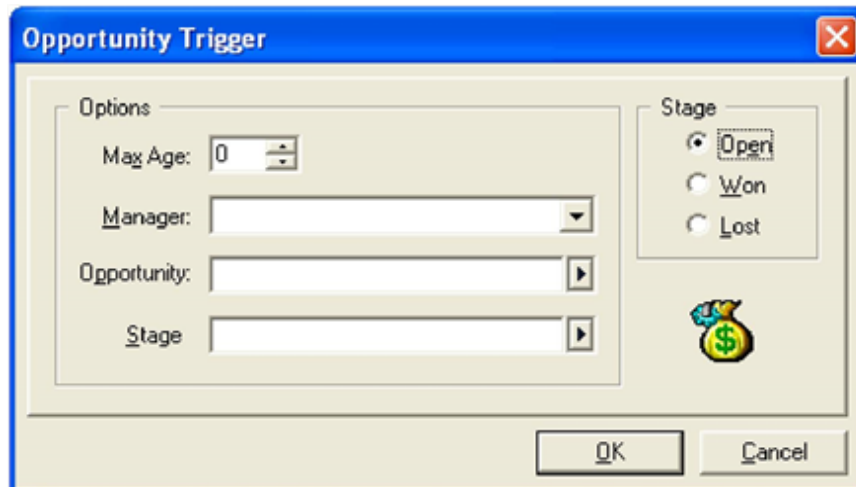 Opportunity Trigger
Options
Max Age: 0
Manager:
Opportunity:
Stage
Stage
Open
Won
Lost
$
OK Cancel